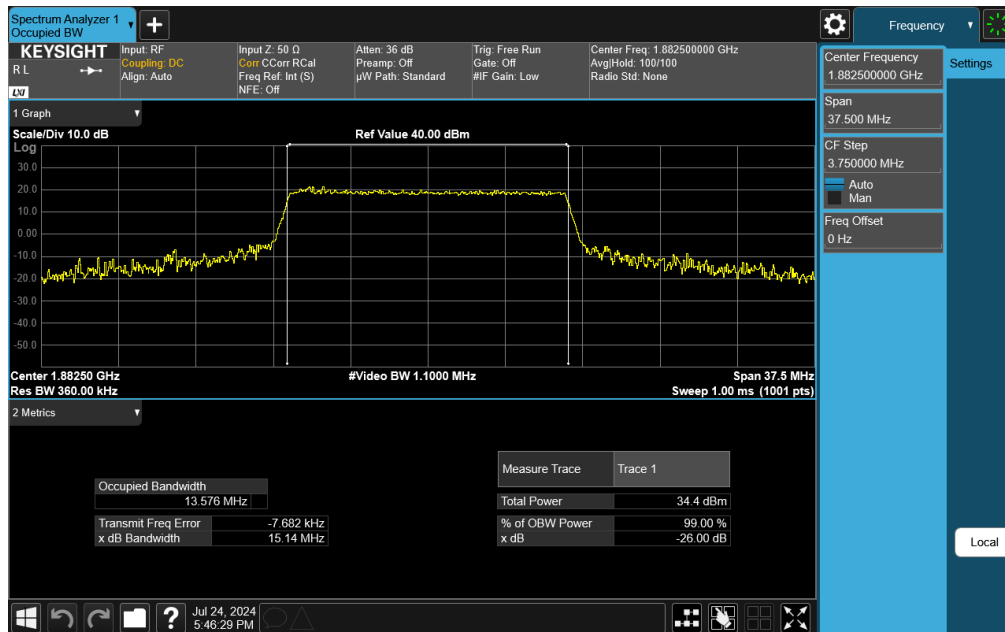 Spectrum Analyzer 1
Occupied BW
Frequency
KEYSIGHT
R L
LXI
Input: RF
Coupling: DC
Align: Auto
Input Z: 50 Ω
Corr CCorr RCal
Freq Ref: Int (S)
NFE: Off
Atten: 36 dB
Preamp: Off
µW Path: Standard
Trig: Free Run
Gate: Off
#IF Gain: Low
Center Freq: 1.882500000 GHz
Avg|Hold: 100/100
Radio Std: None
Center Frequency
1.882500000 GHz
Settings
Span
37.500 MHz
CF Step
3.750000 MHz
Auto
Man
Freq Offset
0 Hz
1 Graph
Scale/Div 10.0 dB
Ref Value 40.00 dBm
Log
30.0
20.0
10.0
0.00
-10.0
-20.0
-30.0
-40.0
-50.0
Center 1.88250 GHz
#Video BW 1.1000 MHz
Span 37.5 MHz
Res BW 360.00 kHz
Sweep 1.00 ms (1001 pts)
2 Metrics
Measure Trace Trace 1
Occupied Bandwidth
13.576 MHz
Total Power 34.4 dBm
Transmit Freq Error -7.682 kHz
% of OBW Power 99.00 %
x dB Bandwidth 15.14 MHz
x dB -26.00 dB
Local
?
Jul 24, 2024
5:46:29 PM